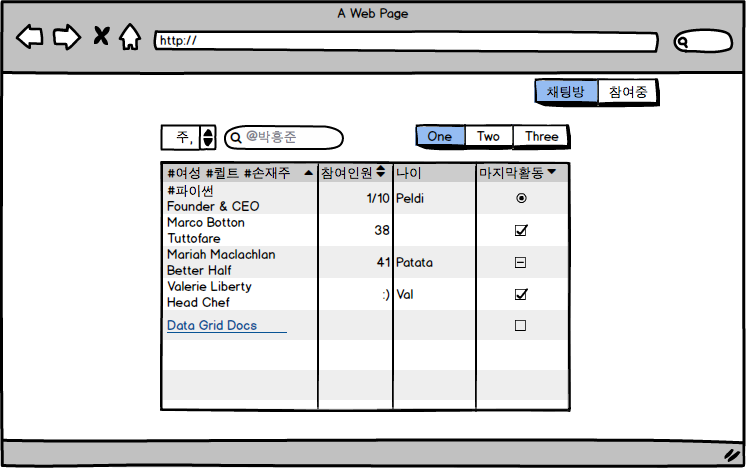 A Web Page
http://
채팅방 참여중
주, @박흥준 One Two Three
#여성 #퀼트 #손재주 참여인원 나이 마지막활동
#파이썬
Founder & CEO 1/10 Peldi
Marco Botton
Tuttofare 38
Mariah Maclachlan
Better Half 41 Patata
Valerie Liberty
Head Chef :) Val
Data Grid Docs